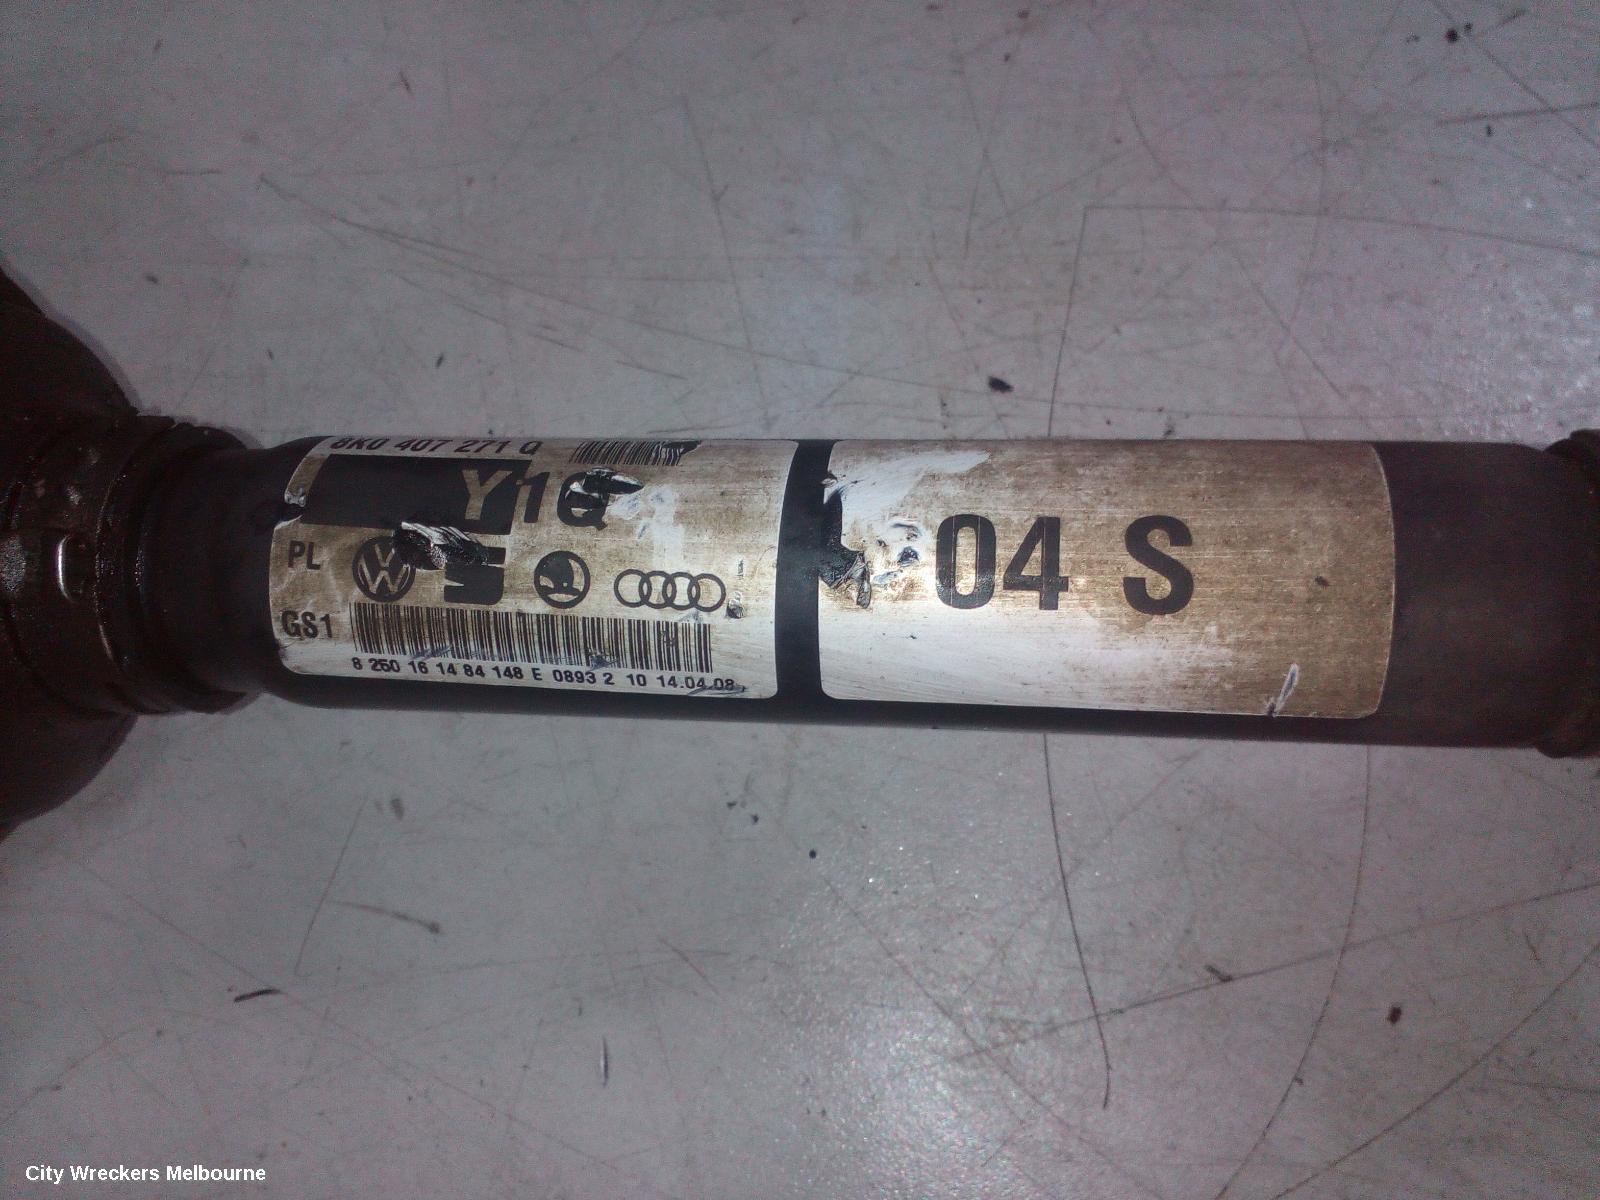 8K0 407 271 Q
Y1Q
PL
GS1
8 250 16 14 84 148 E 0893 2 10 14.04.08
04 S
City Wreckers Melbourne